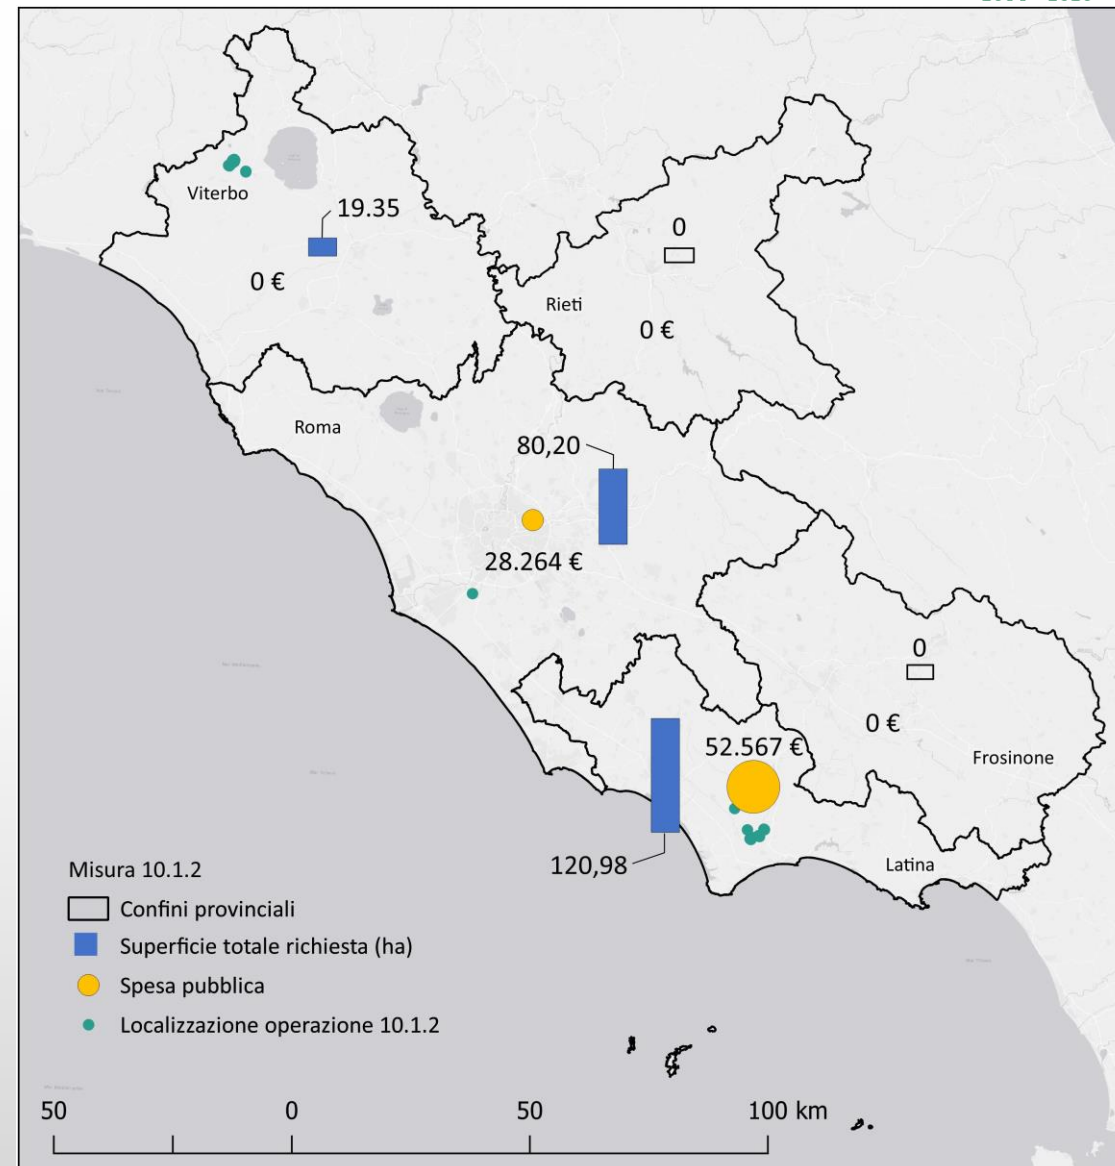 Viterbo
19.35
0 €
0
Rieti
0 €
Roma
80,20
28.264 €
0
0 €
52.567 €
Frosinone
Latina
120,98
Misura 10.1.2
Confini provinciali
Superficie totale richiesta (ha)
Spesa pubblica
Localizzazione operazione 10.1.2
50 0 50 100 km